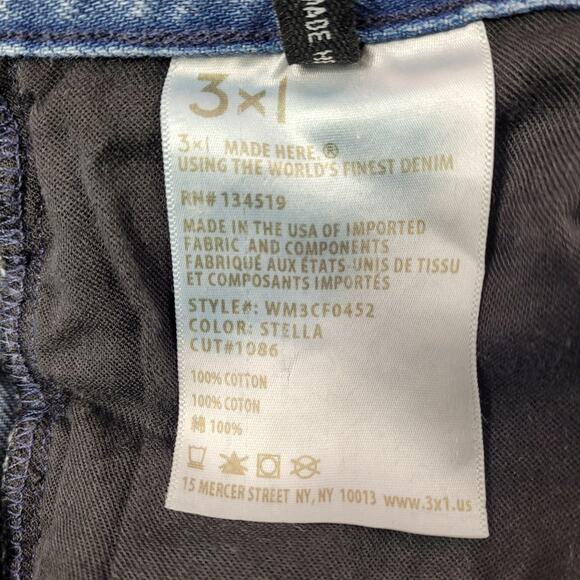 MADE
3×1
3×1 MADE HERE.®
USING THE WORLD'S FINEST DENIM
RN# 134519
MADE IN THE USA OF IMPORTED
FABRIC AND COMPONENTS
FABRIQUÉ AUX ÉTATS-UNIS DE TISSU
ET COMPOSANTS IMPORTÉS
STYLE#: WM3CF0452
COLOR: STELLA
CUT#1086
100% COTTON
100% COTON
綿 100%
15 MERCER STREET NY, NY 10013 www.3x1.us